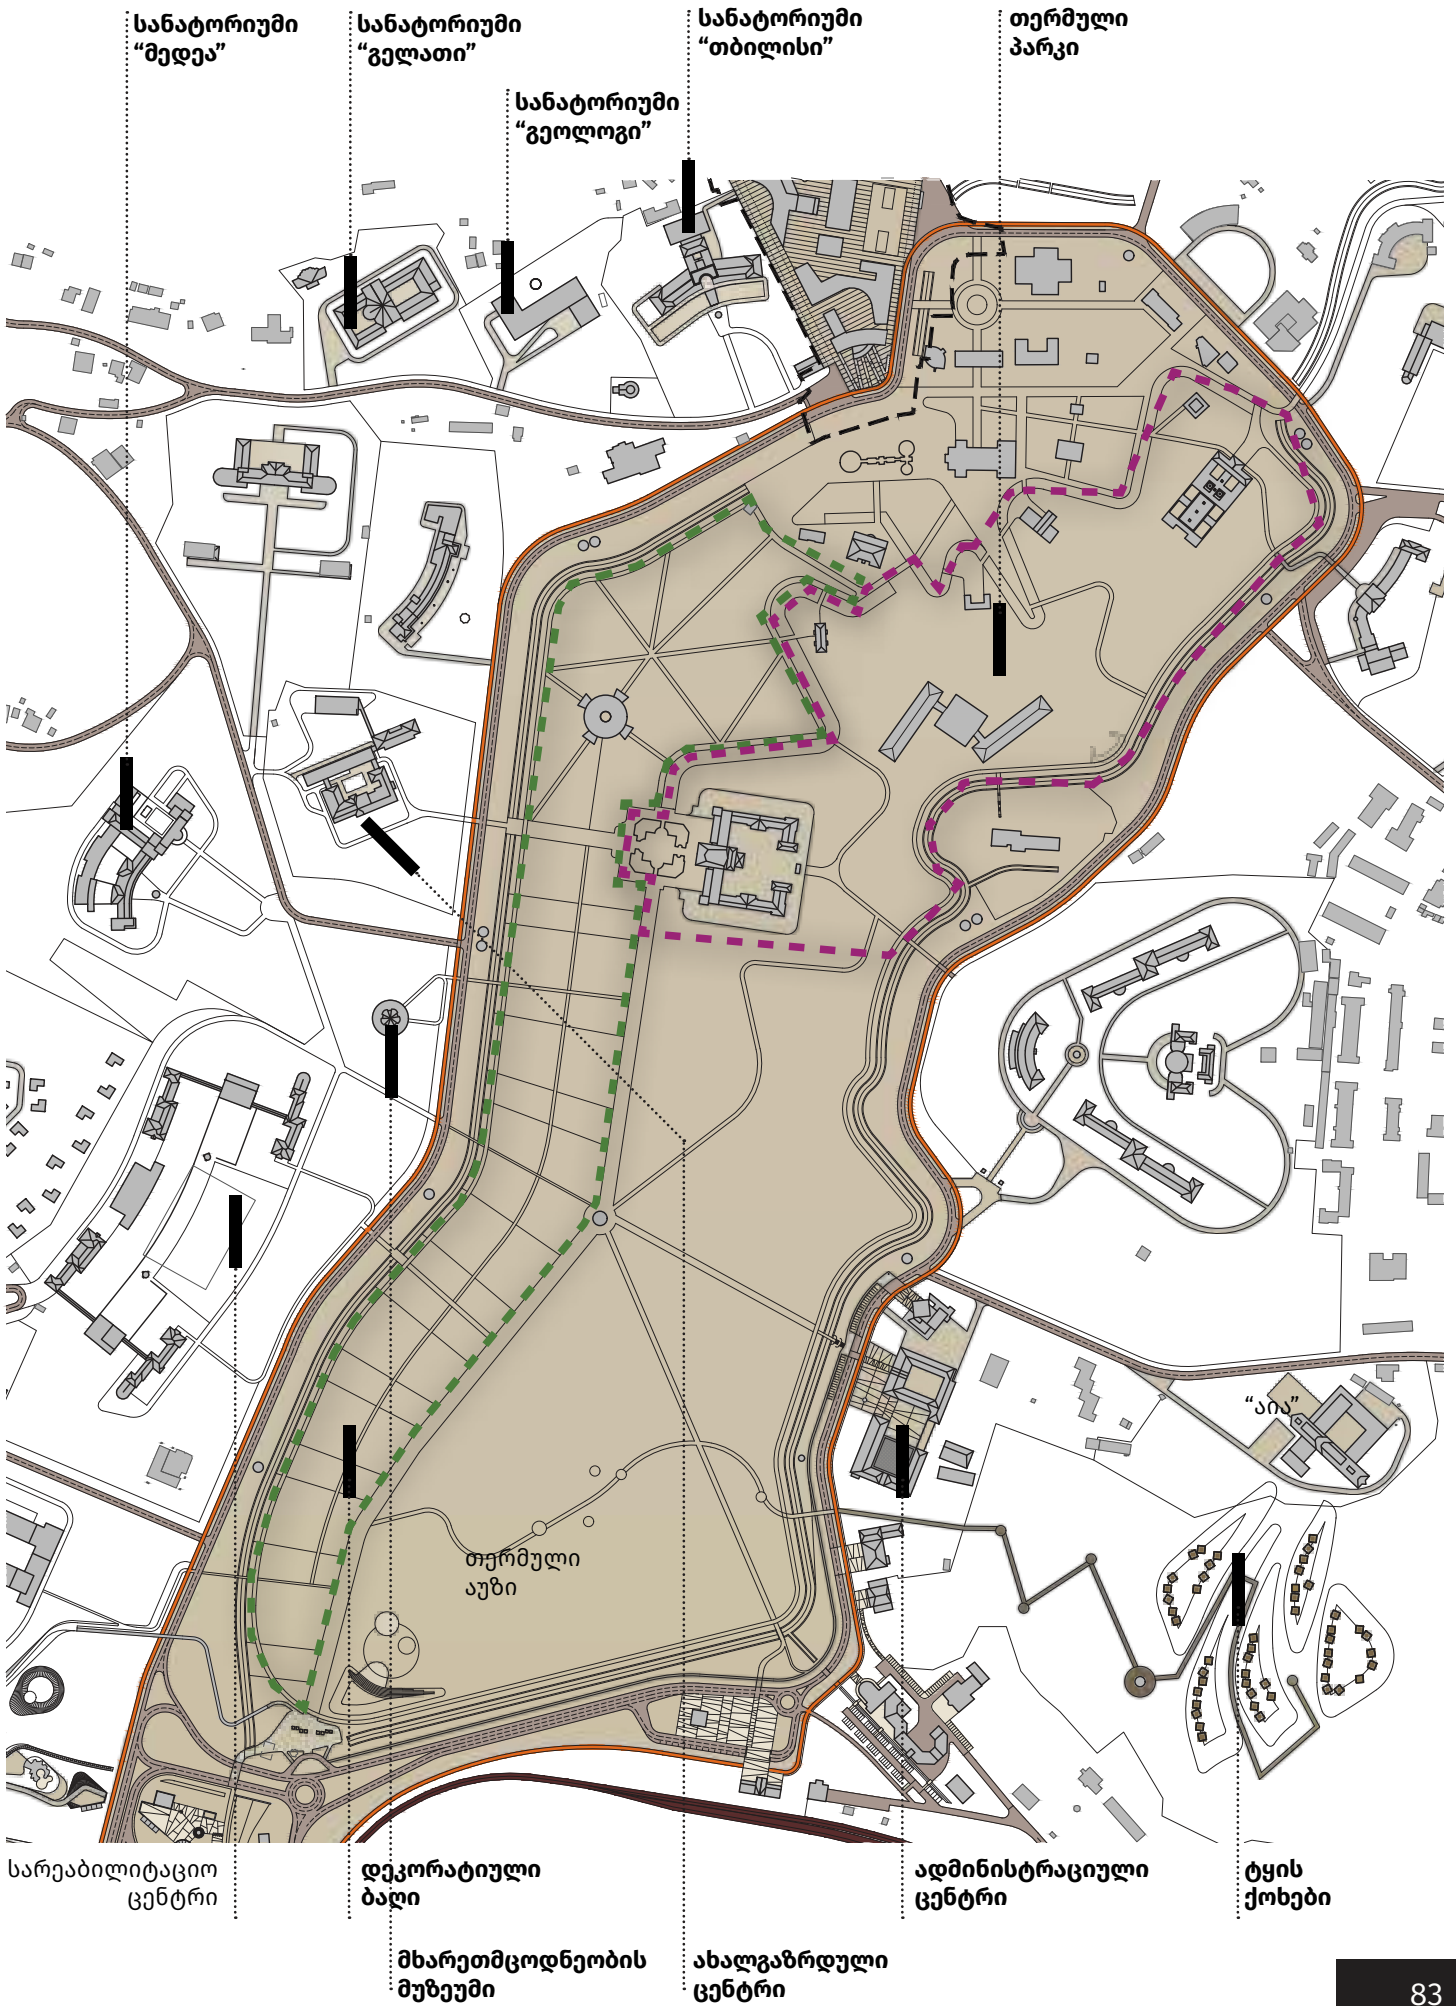 სანატორიუმი
“მედეა”
სანატორიუმი
“გელათი”
სანატორიუმი
“გეოლოგი”
სანატორიუმი
“თბილისი”
თერმული
პარკი
“აია”
თერმული
აუზი
სარეაბილიტაციო
ცენტრი
დეკორატიული
ბაღი
ადმინისტრაციული
ცენტრი
ტყის
ქოხები
მხარეთმცოდნეობის
მუზეუმი
ახალგაზრდული
ცენტრი
83